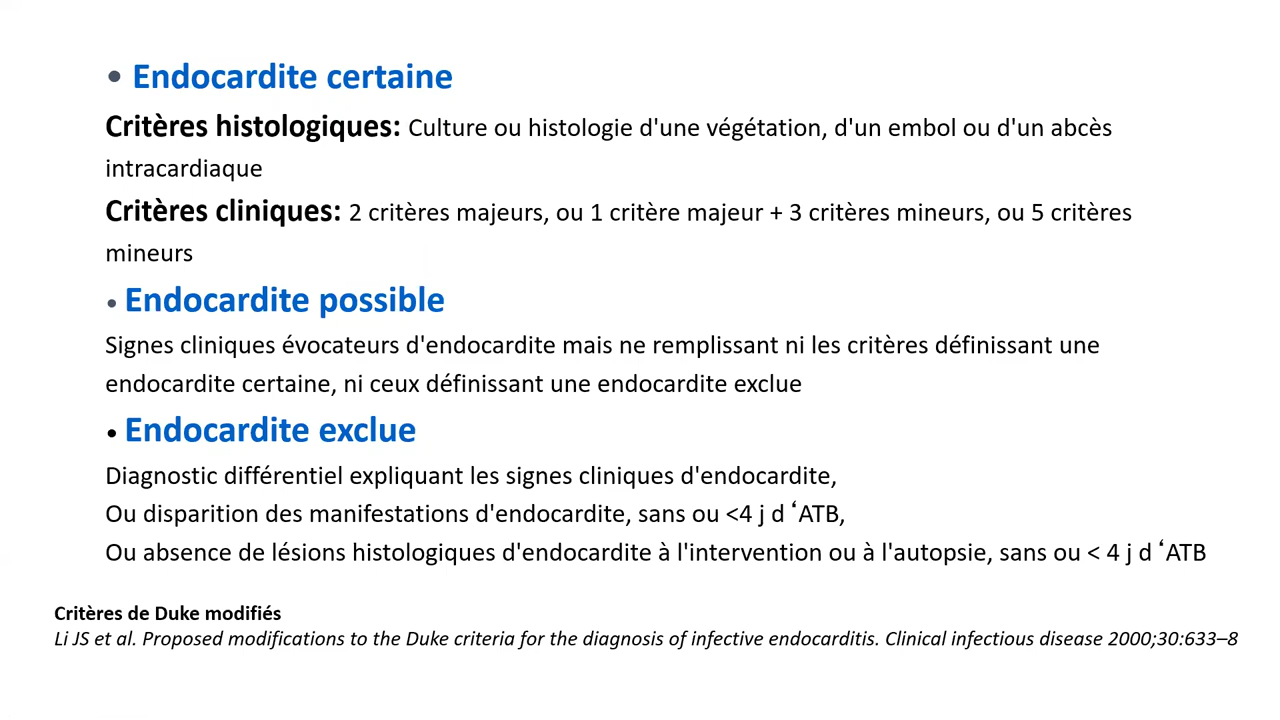 • Endocardite certaine
Critères histologiques: Culture ou histologie d'une végétation, d'un embol ou d'un abcès
intracardiaque
Critères cliniques: 2 critères majeurs, ou 1 critère majeur + 3 critères mineurs, ou 5 critères
mineurs
• Endocardite possible
Signes cliniques évocateurs d'endocardite mais ne remplissant ni les critères définissant une
endocardite certaine, ni ceux définissant une endocardite exclue
• Endocardite exclue
Diagnostic différentiel expliquant les signes cliniques d'endocardite,
Ou disparition des manifestations d'endocardite, sans ou <4 j d ‘ATB,
Ou absence de lésions histologiques d'endocardite à l'intervention ou à l'autopsie, sans ou < 4 j d ‘ATB
Critères de Duke modifiés
Li JS et al. Proposed modifications to the Duke criteria for the diagnosis of infective endocarditis. Clinical infectious disease 2000;30:633–8